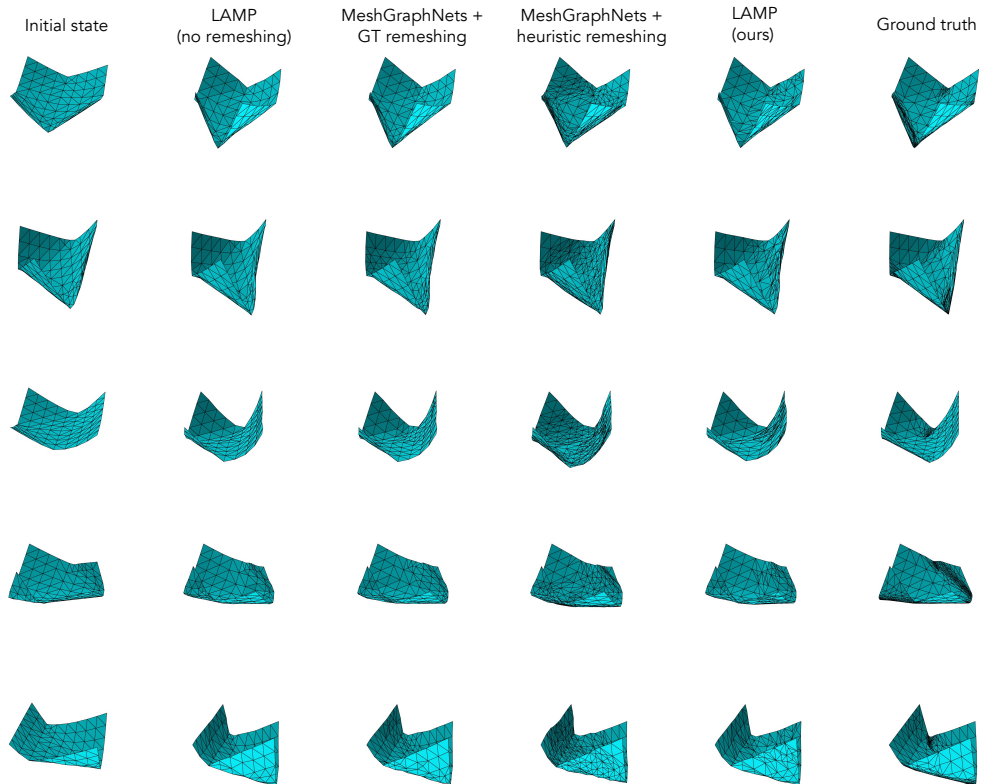 Initial state
LAMP
(no remeshing)
MeshGraphNets +
GT remeshing
MeshGraphNets +
heuristic remeshing
LAMP
(ours)
Ground truth